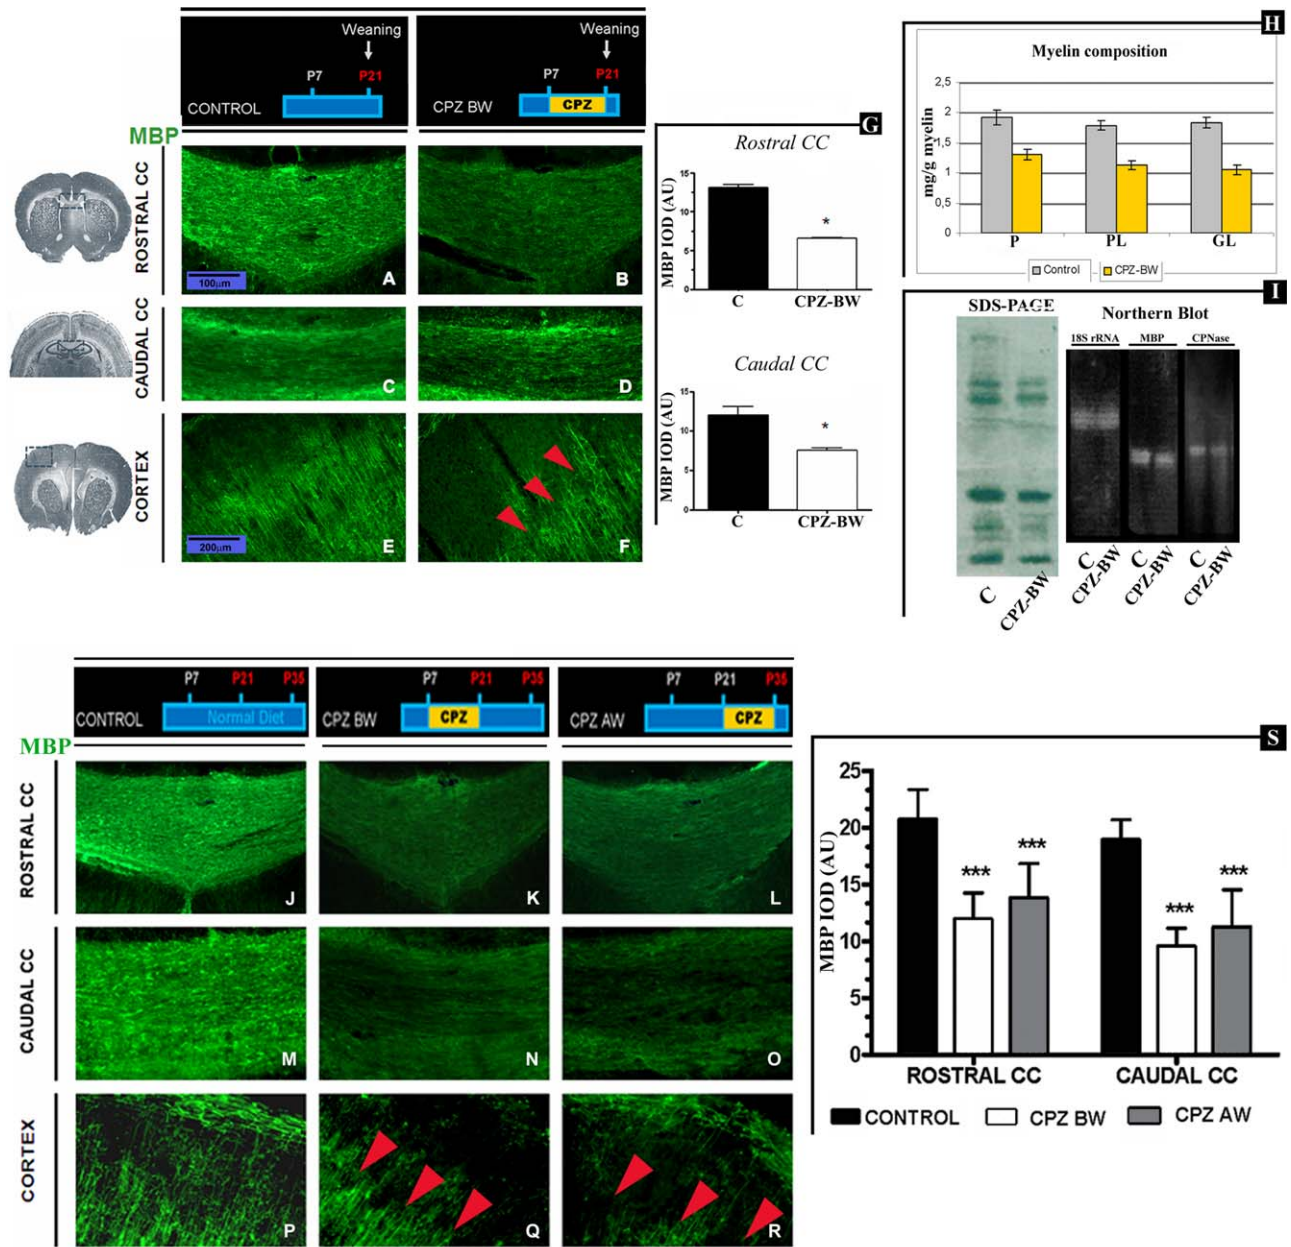 Weaning
P7 P21
CONTROL
Weaning
P7 P21
CPZ
CPZ BW
MBP
ROSTRAL CC
100µm
A
B
CAUDAL CC
C
D
CORTEX
200µm
E
F
G
Rostral CC
MBP IOD (AU)
15
10
5
0
C CPZ-BW
*
Caudal CC
MBP IOD (AU)
15
10
5
0
C CPZ-BW
*
H
Myelin composition
mg/g myelin
2,5
2
1,5
1
0,5
0
P PL GL
Control CPZ-BW
I
SDS-PAGE
Northern Blot
18S rRNA MBP CPNase
C CPZ-BW C CPZ-BW C CPZ-BW C CPZ-BW
P7 P21 P35
CONTROL Normal Diet
P7 P21 P35
CPZ BW CPZ
P7 P21 P35
CPZ AW CPZ
MBP
ROSTRAL CC
J
K
L
CAUDAL CC
M
N
O
CORTEX
P
Q
R
S
MBP IOD (AU)
25
20
15
10
5
0
*** *** *** ***
ROSTRAL CC CAUDAL CC
CONTROL CPZ BW CPZ AW